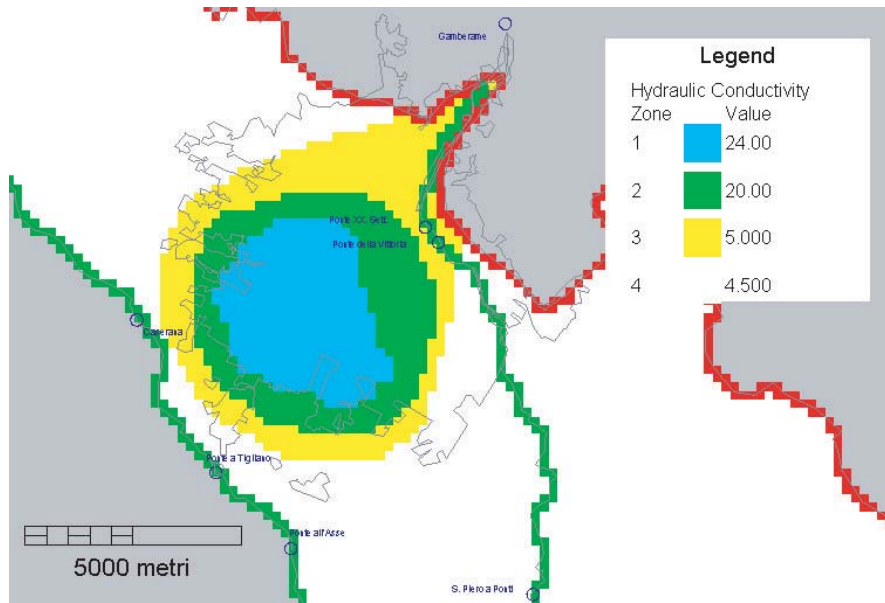 Gamberame
Legend
Hydraulic Conductivity
Zone Value
1 24.00
2 20.00
3 5.000
4 4.500
Ponte XX. Sett.
Ponte della Vittoria
Caserana
Ponte a Tigliano
Ponte all'Asse
5000 metri
S. Piero a Ponti